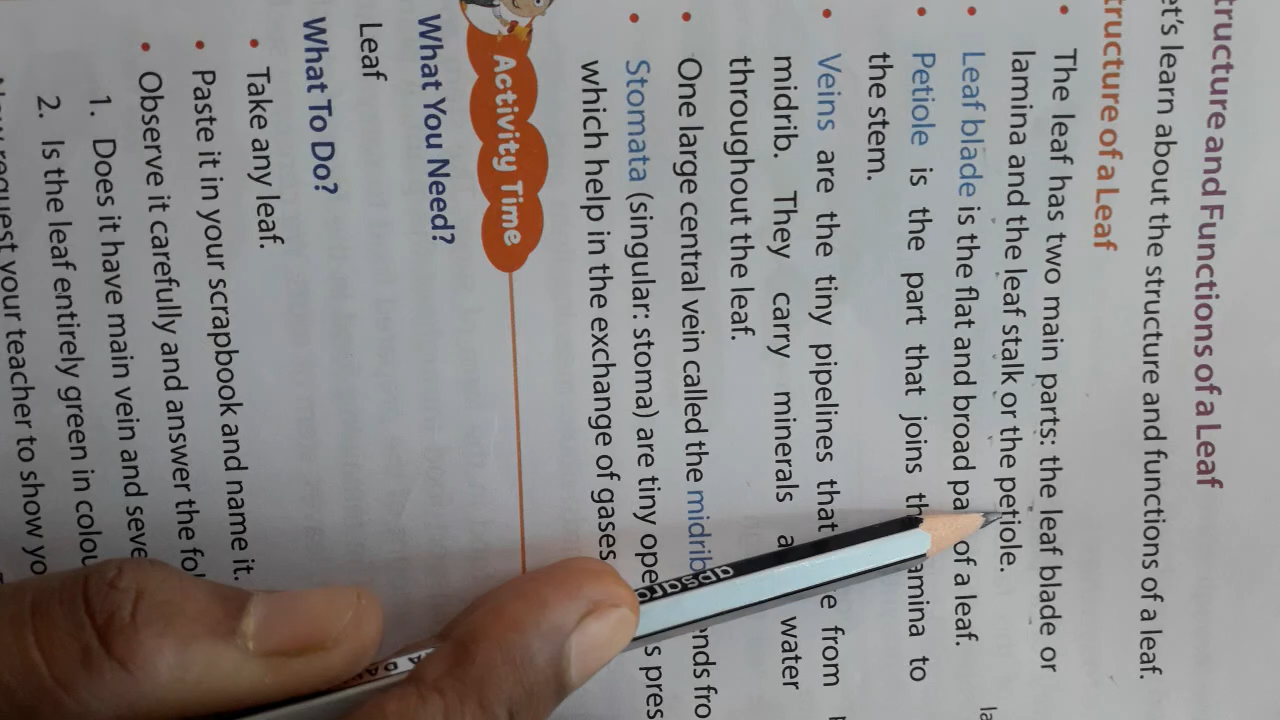 tructure and Functions of a Leaf
et's learn about the structure and functions of a leaf.
tructure of a Leaf
• The leaf has two main parts: the leaf blade or
lamina and the leaf stalk or the petiole.
• Leaf blade is the flat and broad pa of a leaf.
• Petiole is the part that joins th amina to
the stem.
• Veins are the tiny pipelines that e from
midrib. They carry minerals a water
throughout the leaf.
• One large central vein called the midrib nds fro
• Stomata (singular: stoma) are tiny ope s pres
which help in the exchange of gases
Activity Time
What You Need?
Leaf
What To Do?
• Take any leaf.
• Paste it in your scrapbook and name it.
• Observe it carefully and answer the fol
1. Does it have main vein and seve
2. Is the leaf entirely green in colou
request your teacher to show yo
apsara
la